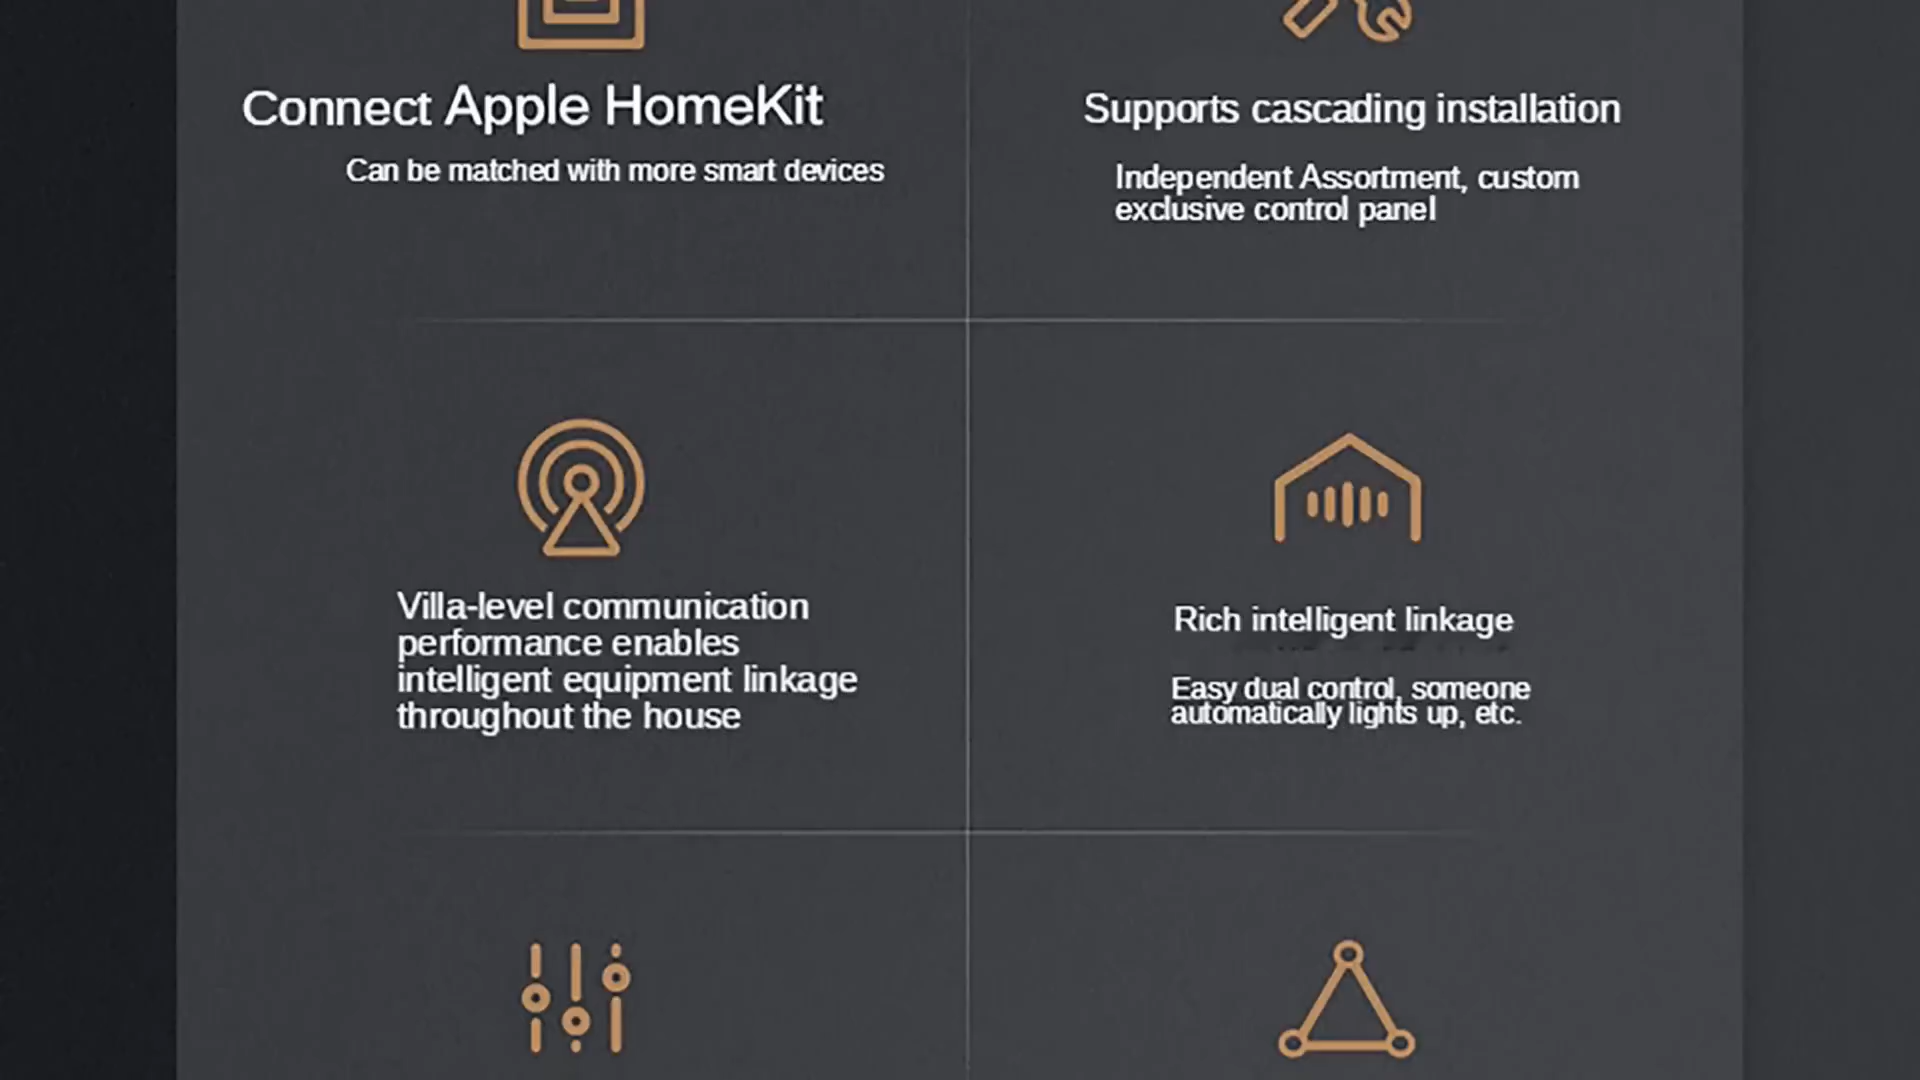 Connect Apple HomeKit
Can be matched with more smart devices
Supports cascading installation
Independent Assortment, custom
exclusive control panel
Villa-level communication
performance enables
intelligent equipment linkage
throughout the house
Rich intelligent linkage
Easy dual control, someone
automatically lights up, etc.